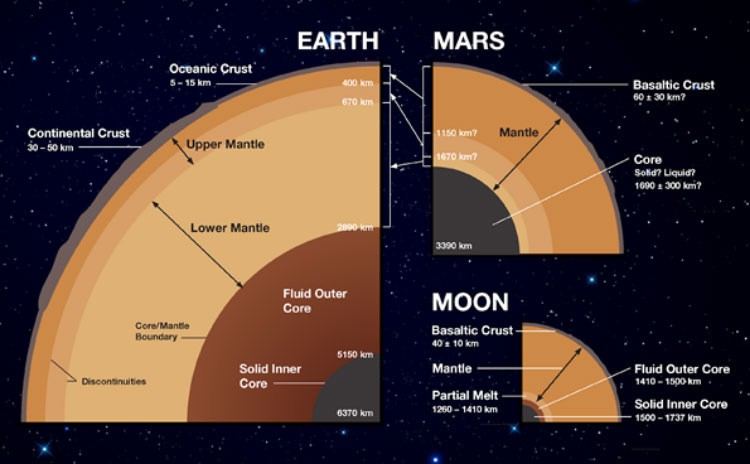 EARTH
Oceanic Crust
5 – 15 km
400 km
670 km
Continental Crust
30 – 50 km
Upper Mantle
Lower Mantle
2890 km
Fluid Outer
Core
Core/Mantle
Boundary
5150 km
Solid Inner
Core
Discontinuities
6370 km
MARS
Basaltic Crust
60 ± 30 km?
1150 km?
Mantle
1670 km?
Core
Solid? Liquid?
1690 ± 300 km?
3390 km
MOON
Basaltic Crust
40 ± 10 km
Mantle
Fluid Outer Core
1410 – 1500 km
Partial Melt
1260 – 1410 km
Solid Inner Core
1500 – 1737 km